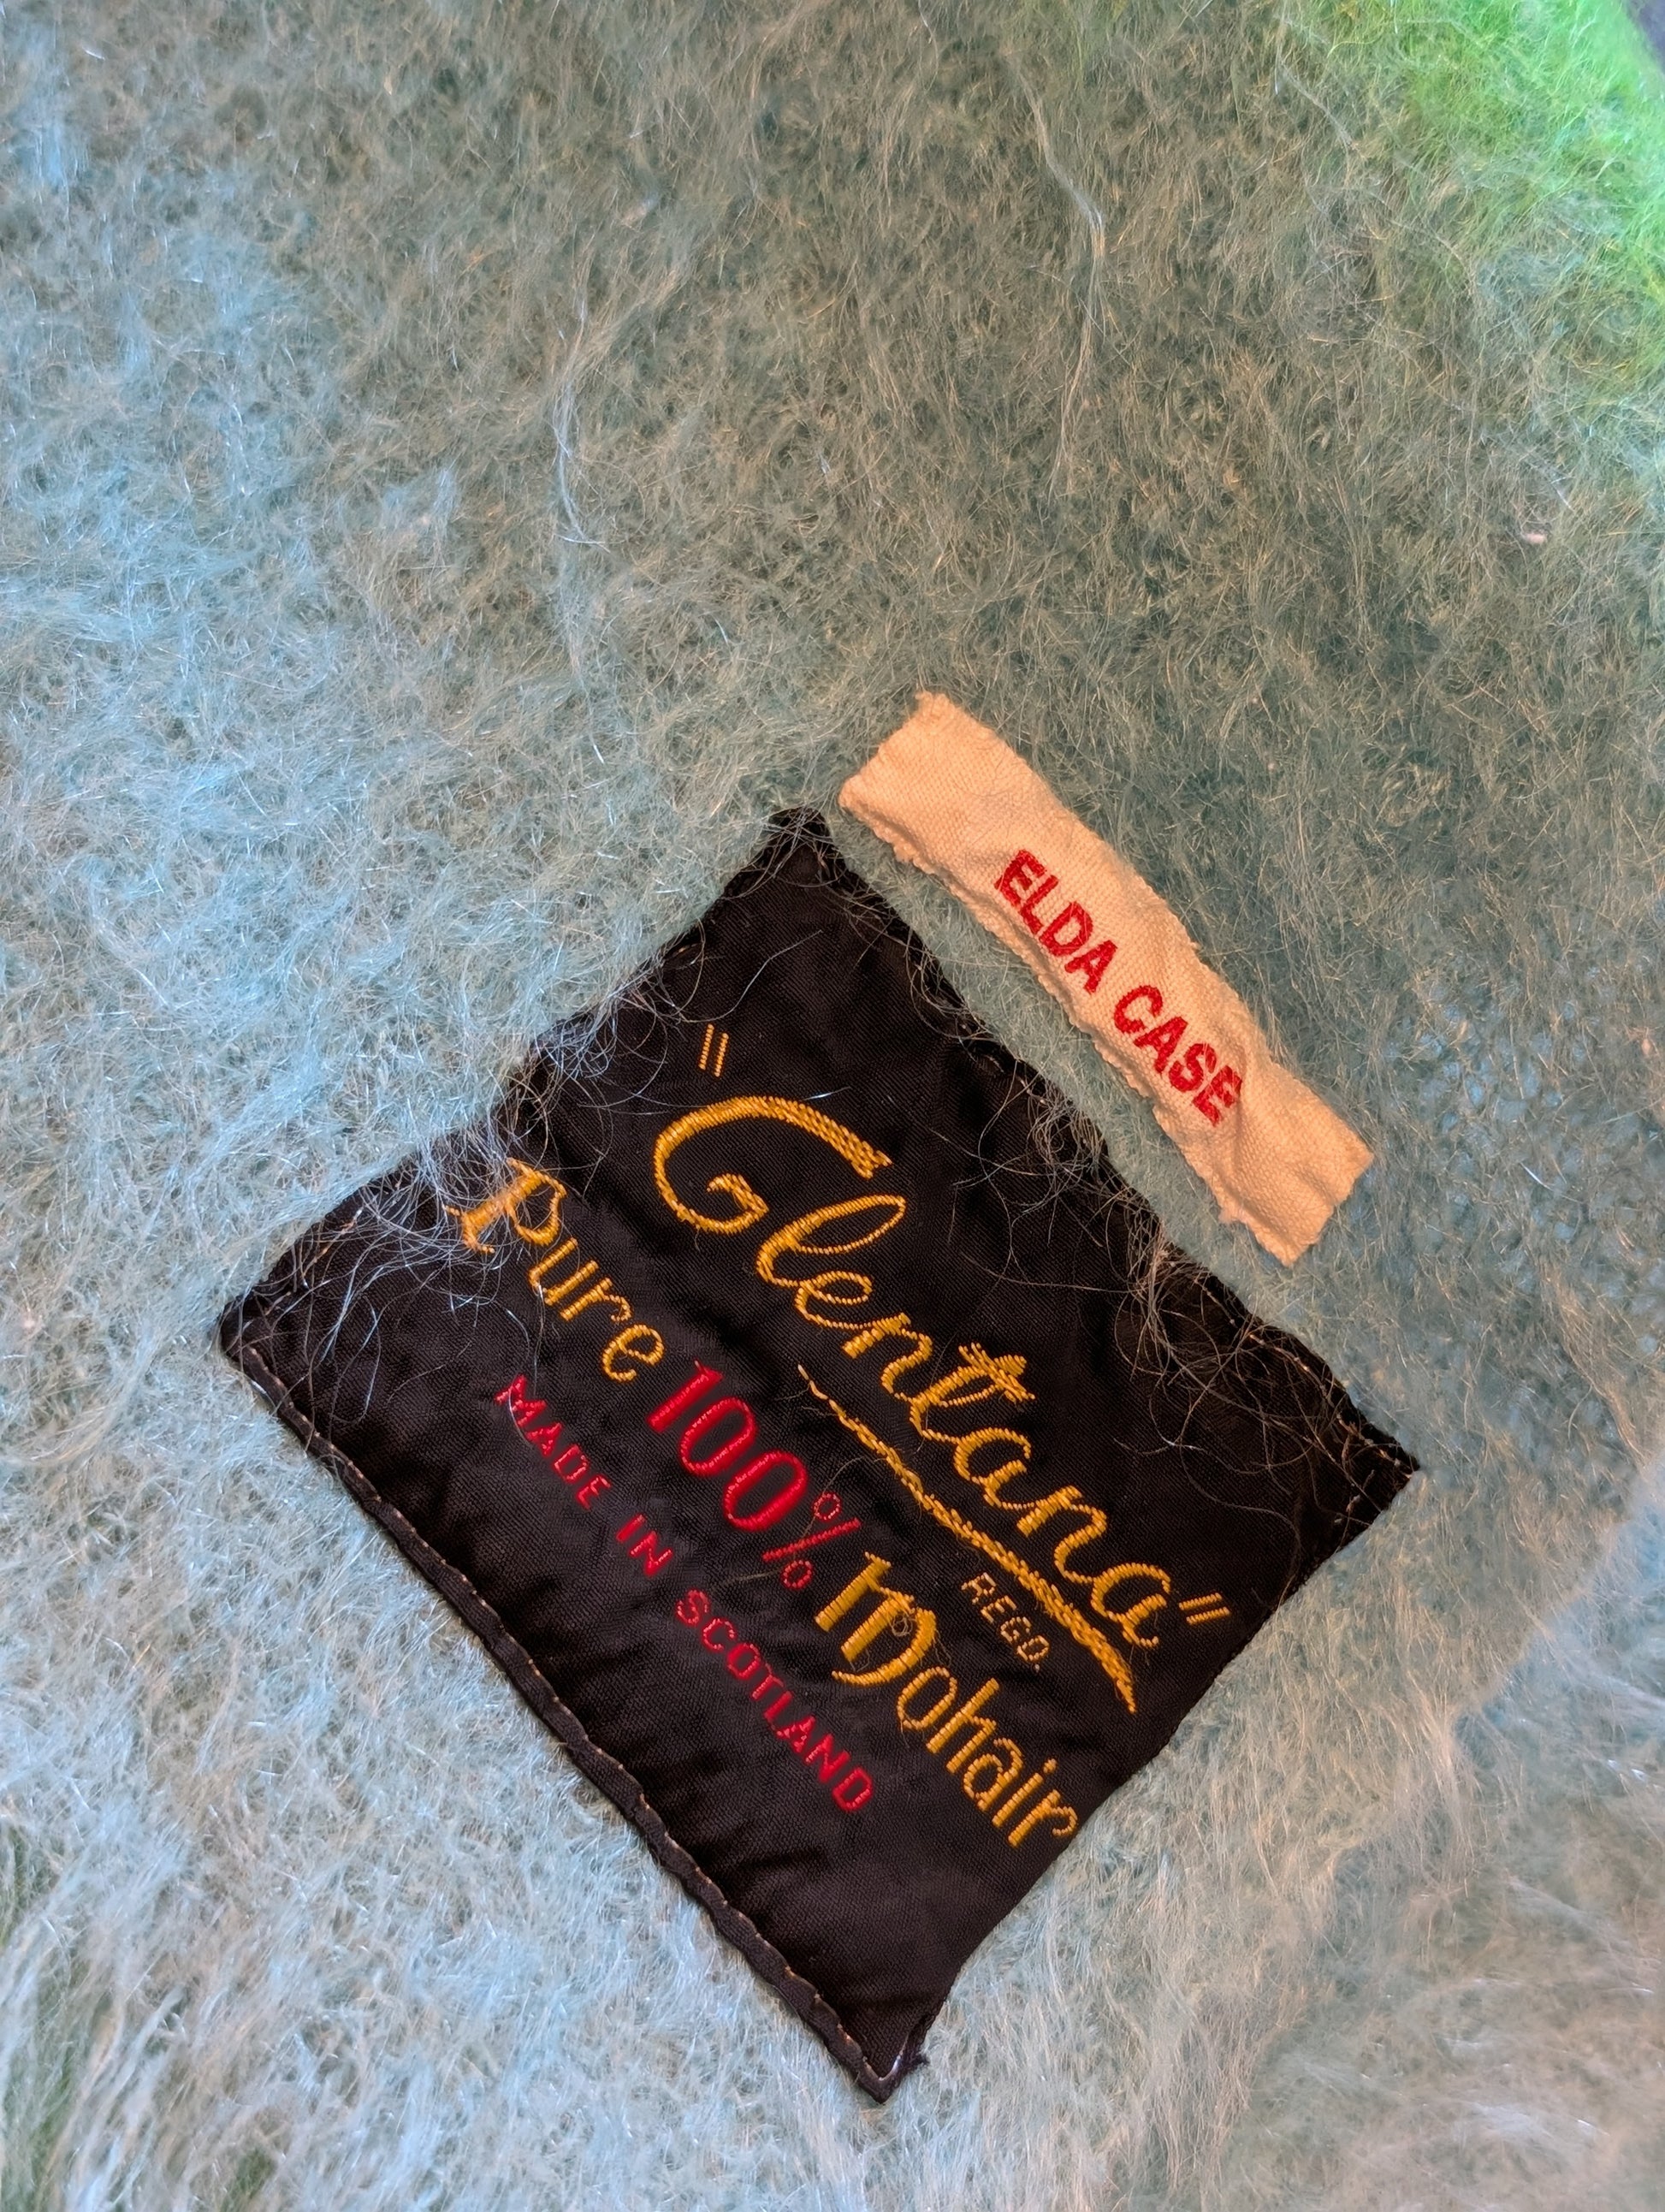 ELDA CASE
"Glentana"
REGD.
Pure 100% Mohair
MADE IN SCOTLAND